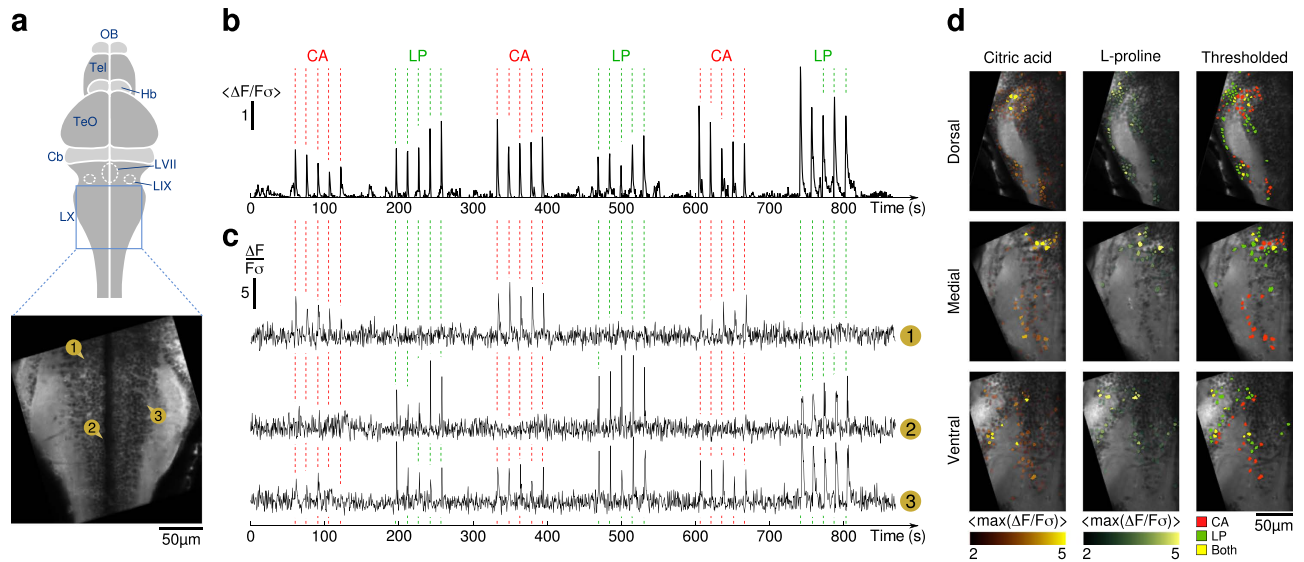 a
OB
Tel
Hb
TeO
Cb
LVII
LIX
LX
1
2
3
50μm
b
CA LP CA LP CA LP
<ΔF/Fσ>
1
0 100 200 300 400 500 600 700 800 Time (s)
c
ΔF
Fσ
5
1
2
3
0 100 200 300 400 500 600 700 800 Time (s)
d
Citric acid L-proline Thresholded
Dorsal
Medial
Ventral
<max(ΔF/Fσ)> <max(ΔF/Fσ)>
2 5 2 5
50μm
CA
LP
Both